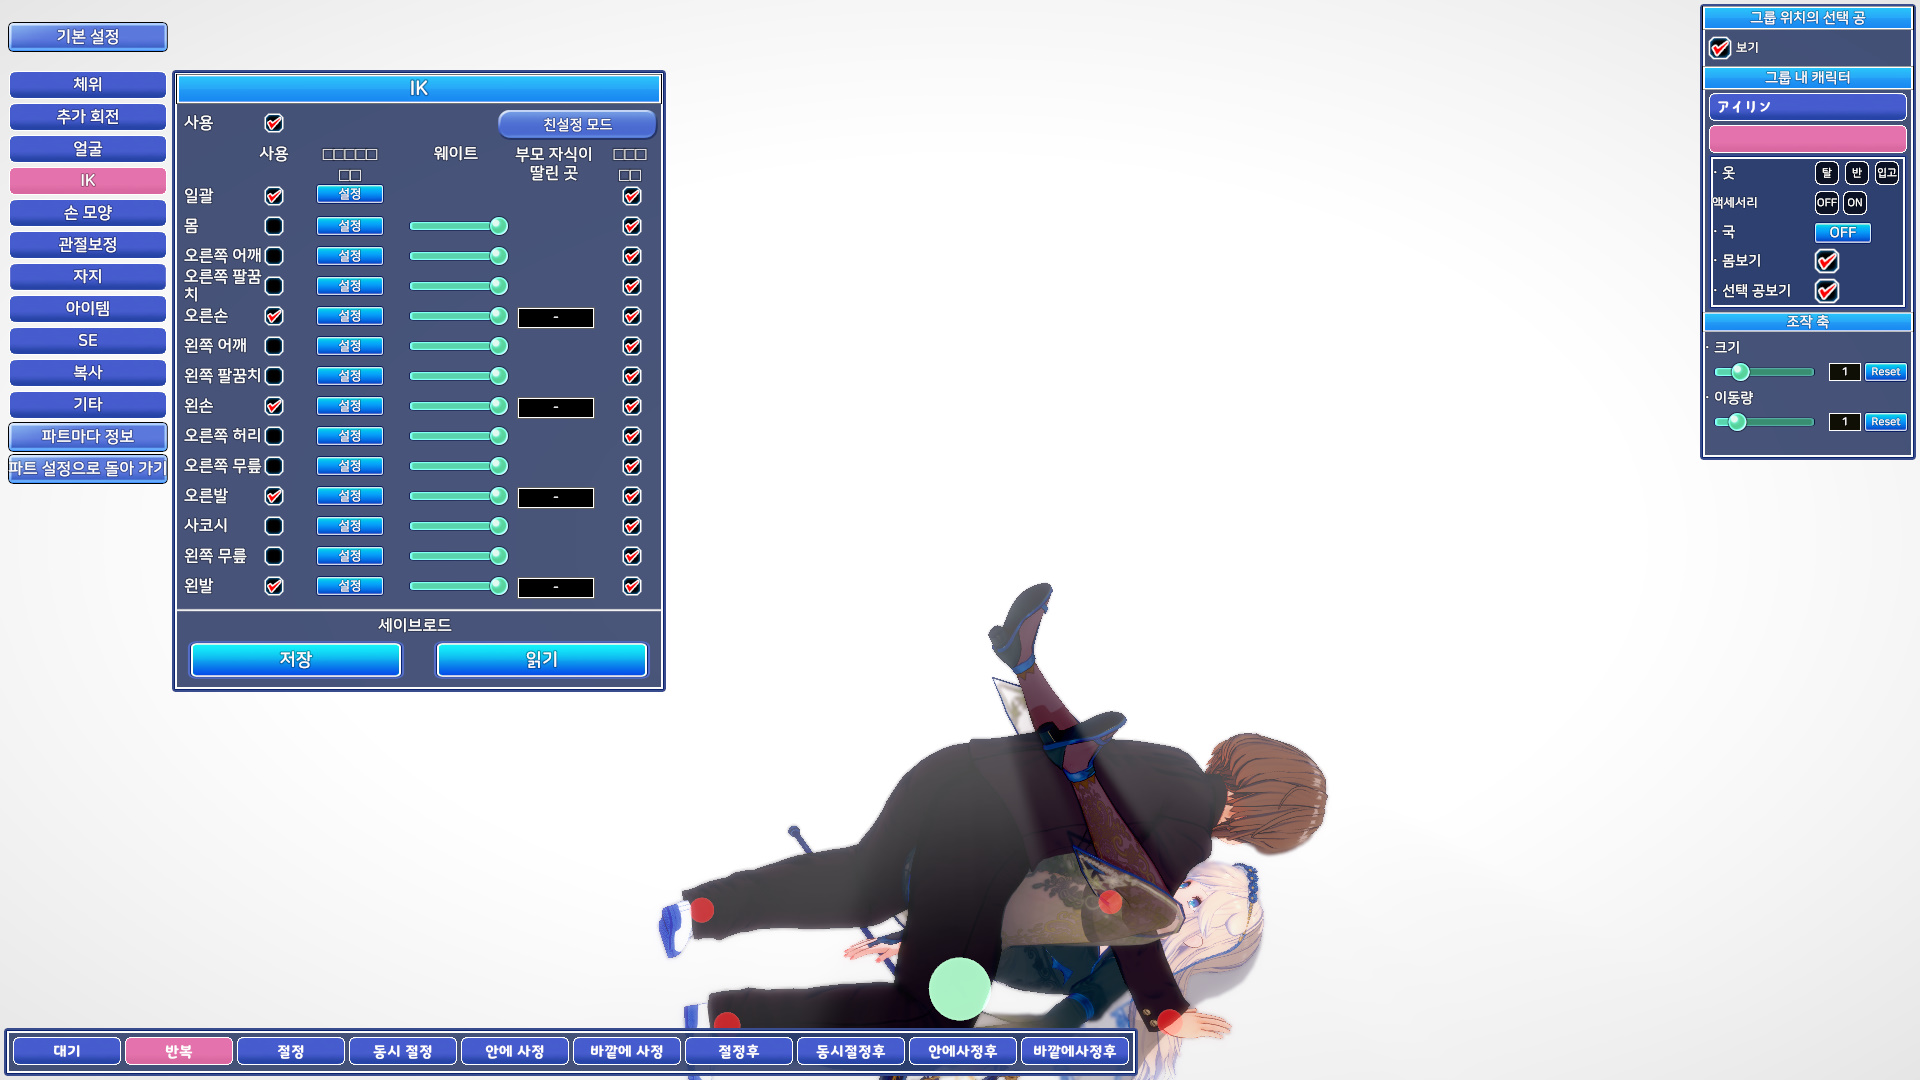 기본 설정
체위
추가 회전
얼굴
IK
손 모양
관절보정
자지
아이템
SE
복사
기타
파트마다 정보
파트 설정으로 돌아 가기
IK
사용
친설정 모드
사용 □□□□□ 웨이트 부모 자식이 □□□
□□ 딸린 곳 □□
일괄 설정
몸 설정
오른쪽 어깨 설정
오른쪽 팔꿈
치 설정
오른손 설정 -
왼쪽 어깨 설정
왼쪽 팔꿈치 설정
왼손 설정 -
오른쪽 허리 설정
오른쪽 무릎 설정
오른발 설정 -
사코시 설정
왼쪽 무릎 설정
왼발 설정 -
세이브로드
저장 읽기
그룹 위치의 선택 공
보기
그룹 내 캐릭터
アイリン
· 옷 탈 반 입고
액세서리 OFF ON
· 국 OFF
· 몸보기
· 선택 공보기
조작 축
· 크기
1 Reset
· 이동량
1 Reset
대기 반복 절정 동시 절정 안에 사정 바깥에 사정 절정후 동시절정후 안에사정후 바깥에사정후